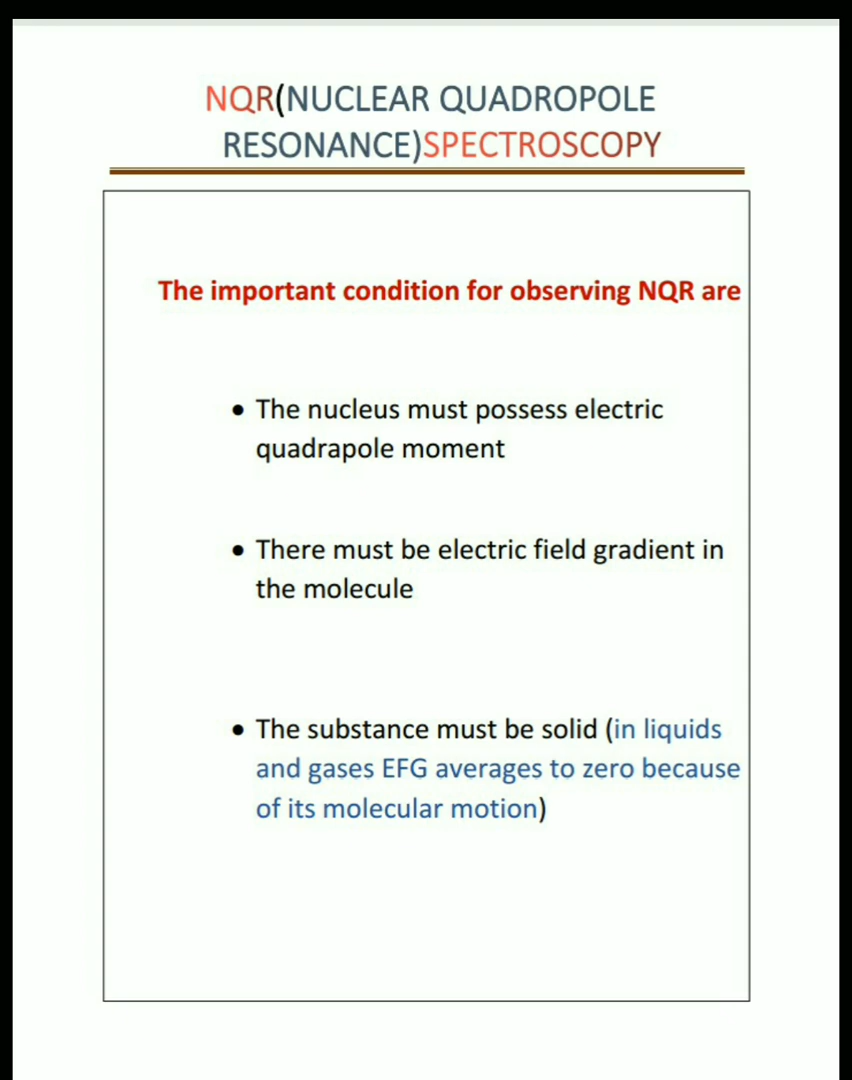 NQR(NUCLEAR QUADROPOLE
RESONANCE)SPECTROSCOPY
The important condition for observing NQR are
• The nucleus must possess electric
quadrapole moment
• There must be electric field gradient in
the molecule
• The substance must be solid (in liquids
and gases EFG averages to zero because
of its molecular motion)